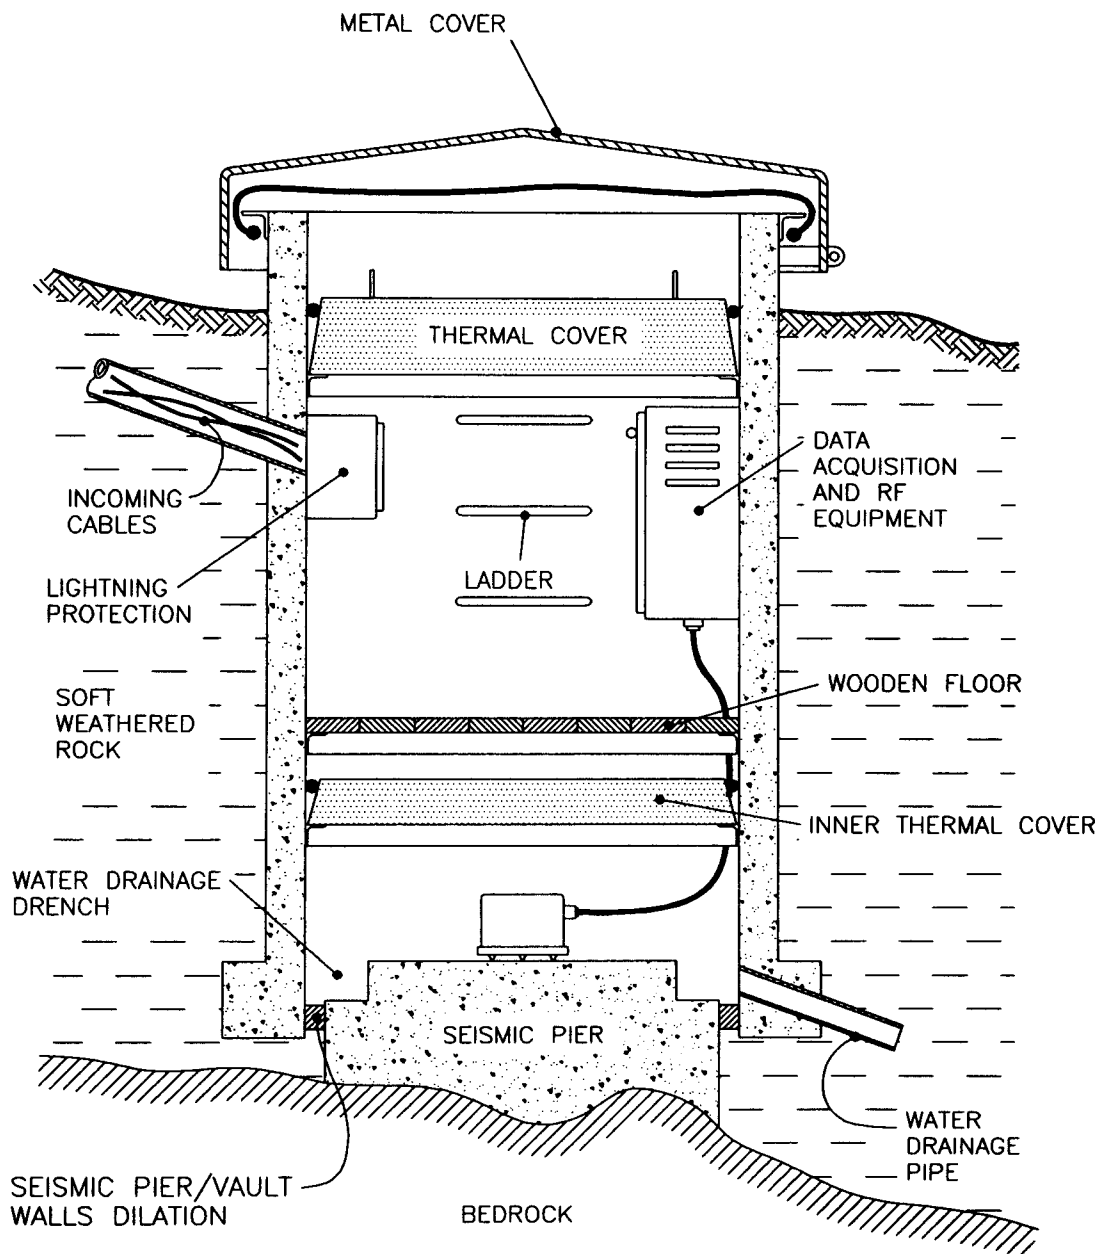 METAL COVER
THERMAL COVER
INCOMING
CABLES
DATA
ACQUISITION
AND RF
EQUIPMENT
LIGHTNING
PROTECTION
LADDER
SOFT
WEATHERED
ROCK
WOODEN FLOOR
INNER THERMAL COVER
WATER DRAINAGE
DRENCH
SEISMIC PIER
WATER
DRAINAGE
PIPE
SEISMIC PIER/VAULT
WALLS DILATION
BEDROCK